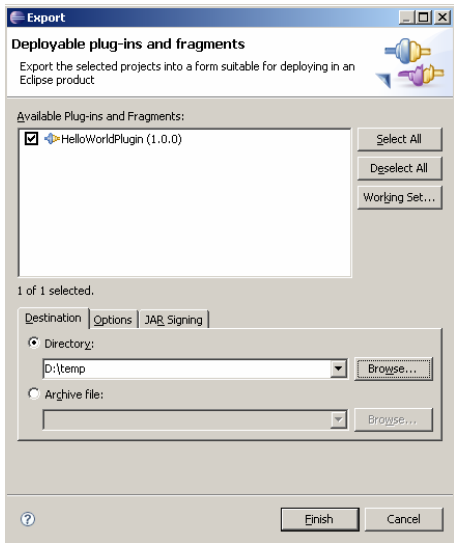 Export
Deployable plug-ins and fragments
Export the selected projects into a form suitable for deploying in an
Eclipse product
Available Plug-ins and Fragments:
HelloWorldPlugin (1.0.0)
Select All
Deselect All
Working Set...
1 of 1 selected.
Destination Options JAR Signing
Directory:
D:\temp Browse...
Archive file:
Browse...
? Finish Cancel